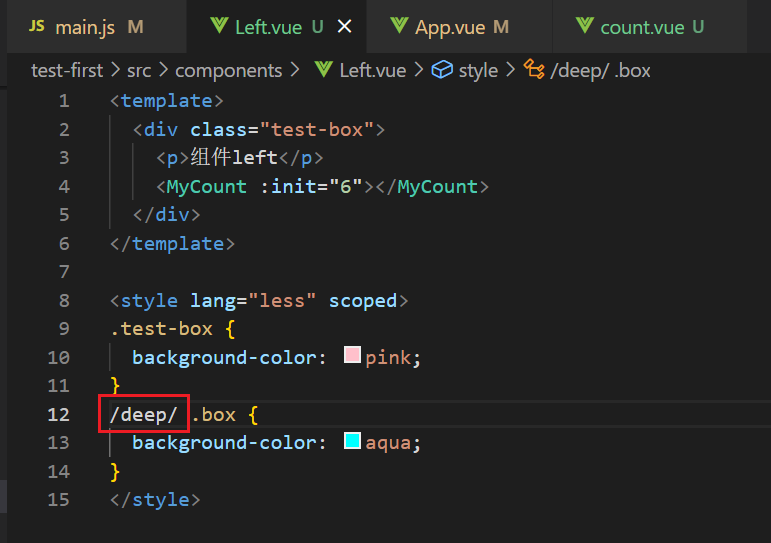 JS main.js M Left.vue U × App.vue M count.vue U
test-first > src > components > Left.vue > style > /deep/ .box
1 <template>
2 <div class="test-box">
3 <p>组件left</p>
4 <MyCount :init="6"></MyCount>
5 </div>
6 </template>
7
8 <style lang="less" scoped>
9 .test-box {
10 background-color: pink;
11 }
12 /deep/ .box {
13 background-color: aqua;
14 }
15 </style>